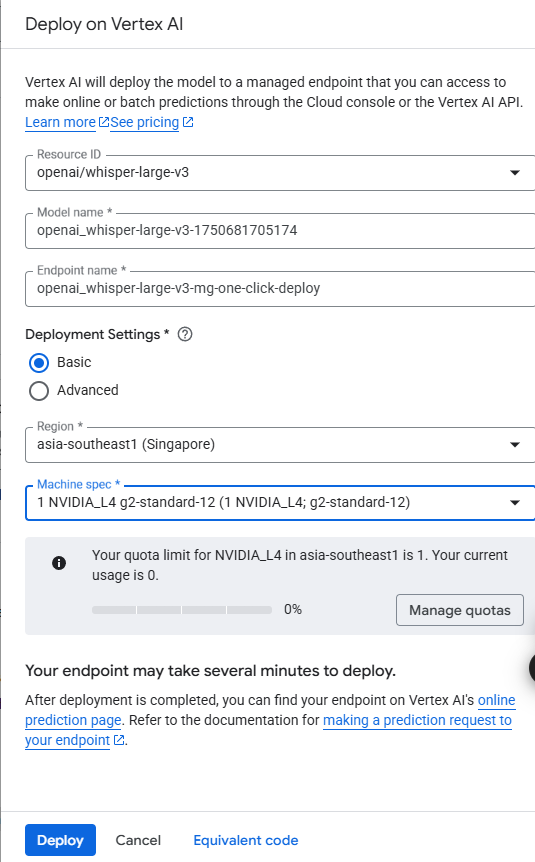 Deploy on Vertex AI
Vertex AI will deploy the model to a managed endpoint that you can access to
make online or batch predictions through the Cloud console or the Vertex AI API.
Learn more See pricing
Resource ID
openai/whisper-large-v3
Model name *
openai_whisper-large-v3-1750681705174
Endpoint name *
openai_whisper-large-v3-mg-one-click-deploy
Deployment Settings *
Basic
Advanced
Region *
asia-southeast1 (Singapore)
Machine spec *
1 NVIDIA_L4 g2-standard-12 (1 NVIDIA_L4; g2-standard-12)
Your quota limit for NVIDIA_L4 in asia-southeast1 is 1. Your current
usage is 0.
0%
Manage quotas
Your endpoint may take several minutes to deploy.
After deployment is completed, you can find your endpoint on Vertex AI's online
prediction page. Refer to the documentation for making a prediction request to
your endpoint.
Deploy Cancel Equivalent code